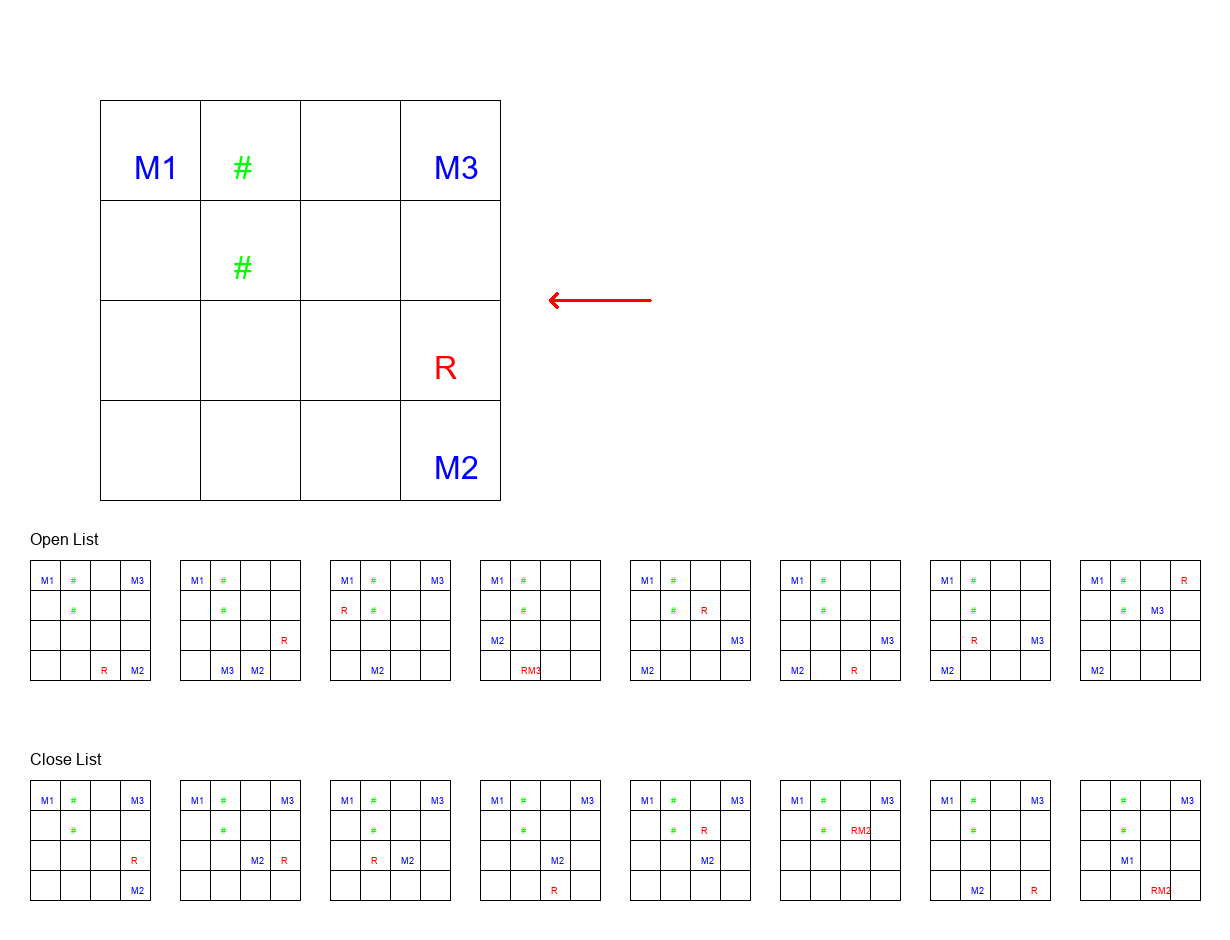 M1 # M3
#
R
M2
Open List
M1 # M3 M1 # M1 # M3 M1 # M1 # M1 # M1 # M1 # R
# # R # # # R # # # M3
R M2 M3 M3 R M3
R M2 M3 M2 M2 RM3 M2 M2 R M2 M2
Close List
M1 # M3 M1 # M3 M1 # M3 M1 # M3 M1 # M3 M1 # M3 M1 # M3 # M3
# # # # # R # RM2 # #
R M2 R R M2 M2 M2 M1
M2 R M2 R RM2